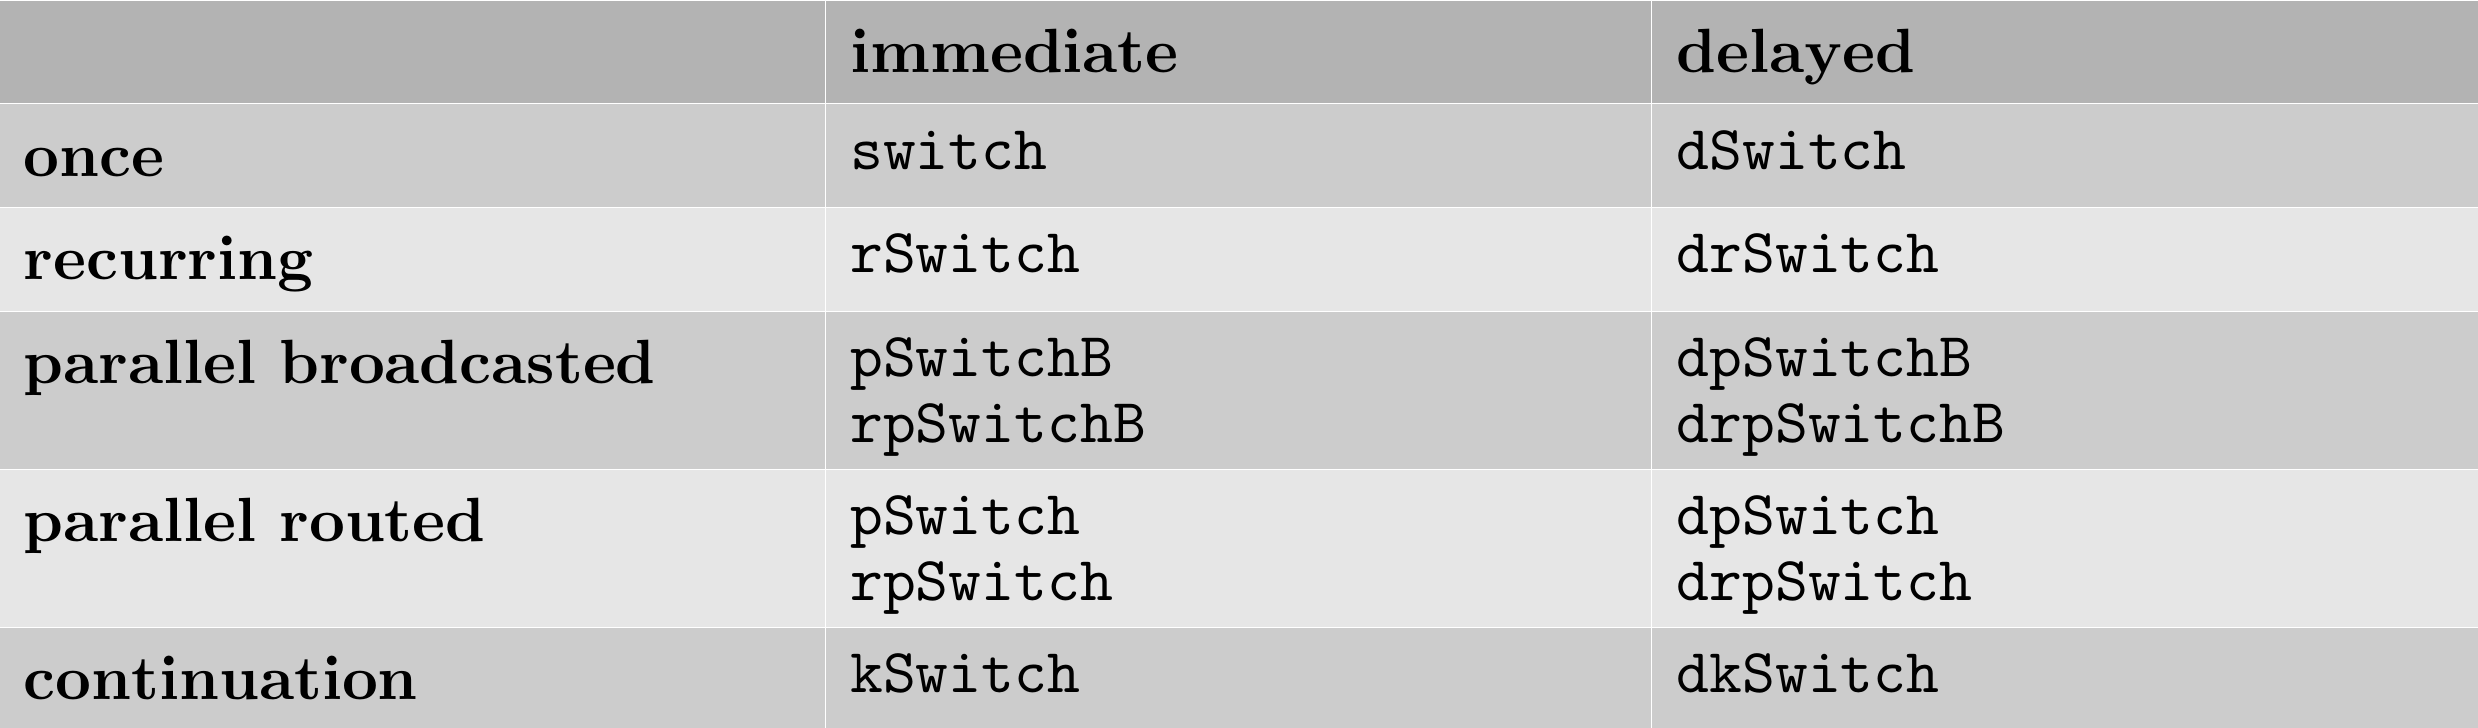 immediate delayed
once switch dSwitch
recurring rSwitch drSwitch
parallel broadcasted pSwitchB dpSwitchB
rpSwitchB drpSwitchB
parallel routed pSwitch dpSwitch
rpSwitch drpSwitch
continuation kSwitch dkSwitch